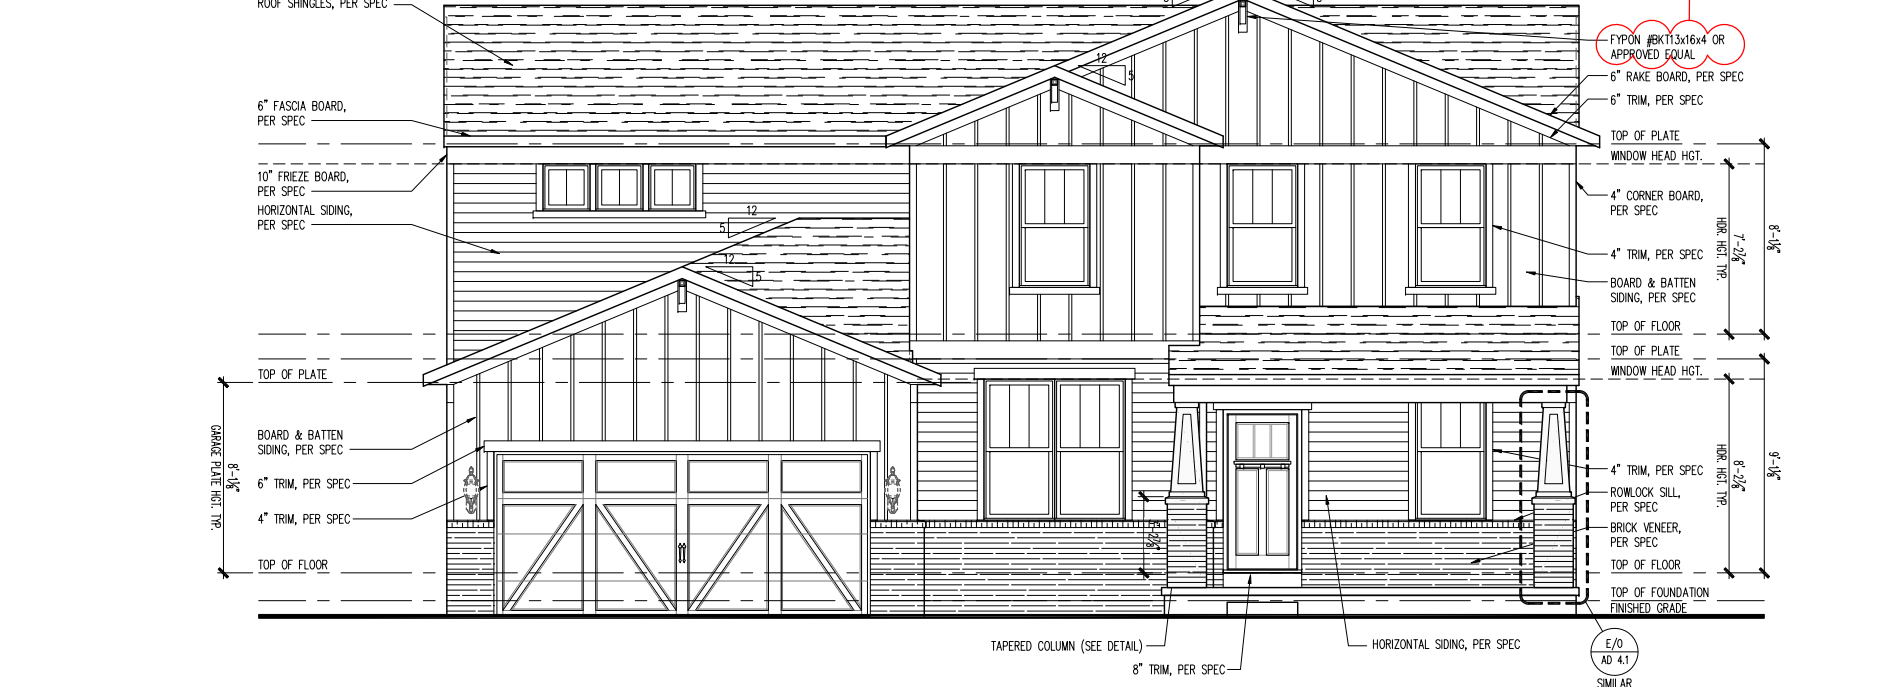 ROOF SHINGLES, PER SPEC
6" FASCIA BOARD,
PER SPEC
10" FRIEZE BOARD,
PER SPEC
HORIZONTAL SIDING,
PER SPEC
TOP OF PLATE
GARAGE PLATE HGT. TYP.
8'-1⅛"
BOARD & BATTEN
SIDING, PER SPEC
6" TRIM, PER SPEC
4" TRIM, PER SPEC
TOP OF FLOOR
12
5
12
5
12
5
FYPON #BKT13x16x4 OR
APPROVED EQUAL
6" RAKE BOARD, PER SPEC
6" TRIM, PER SPEC
TOP OF PLATE
WINDOW HEAD HGT.
4" CORNER BOARD,
PER SPEC
HDR. HGT. TYP.
7'-2⅞"
8'-1⅛"
4" TRIM, PER SPEC
BOARD & BATTEN
SIDING, PER SPEC
TOP OF FLOOR
TOP OF PLATE
WINDOW HEAD HGT.
4" TRIM, PER SPEC
HDR. HGT. TYP.
8'-2⅞"
9'-1⅛"
ROWLOCK SILL,
PER SPEC
BRICK VENEER,
PER SPEC
TOP OF FLOOR
TOP OF FOUNDATION
FINISHED GRADE
TAPERED COLUMN (SEE DETAIL)
8" TRIM, PER SPEC
HORIZONTAL SIDING, PER SPEC
E/0
AD 4.1
SIMILAR